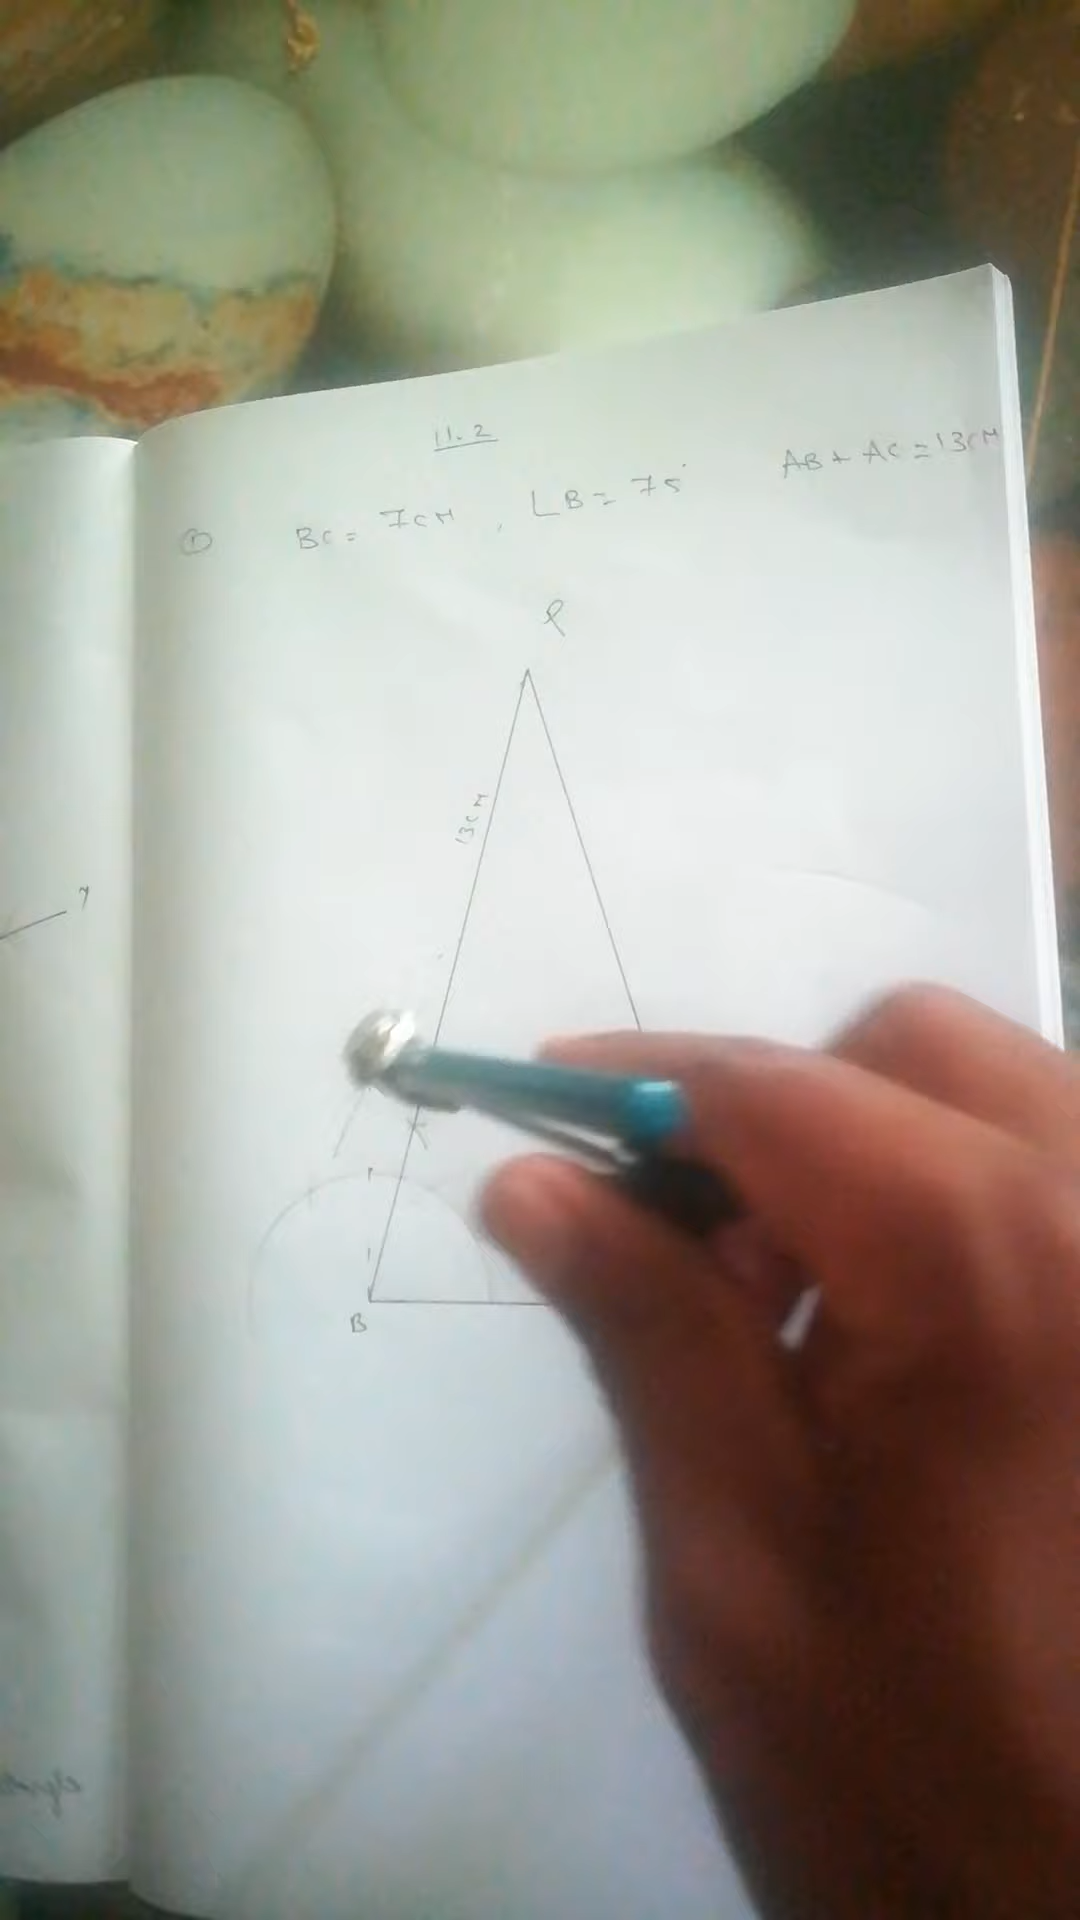 11.2
① BC = 7CM , ∠B = 75° AB + AC = 13CM
P
13CM
y
B